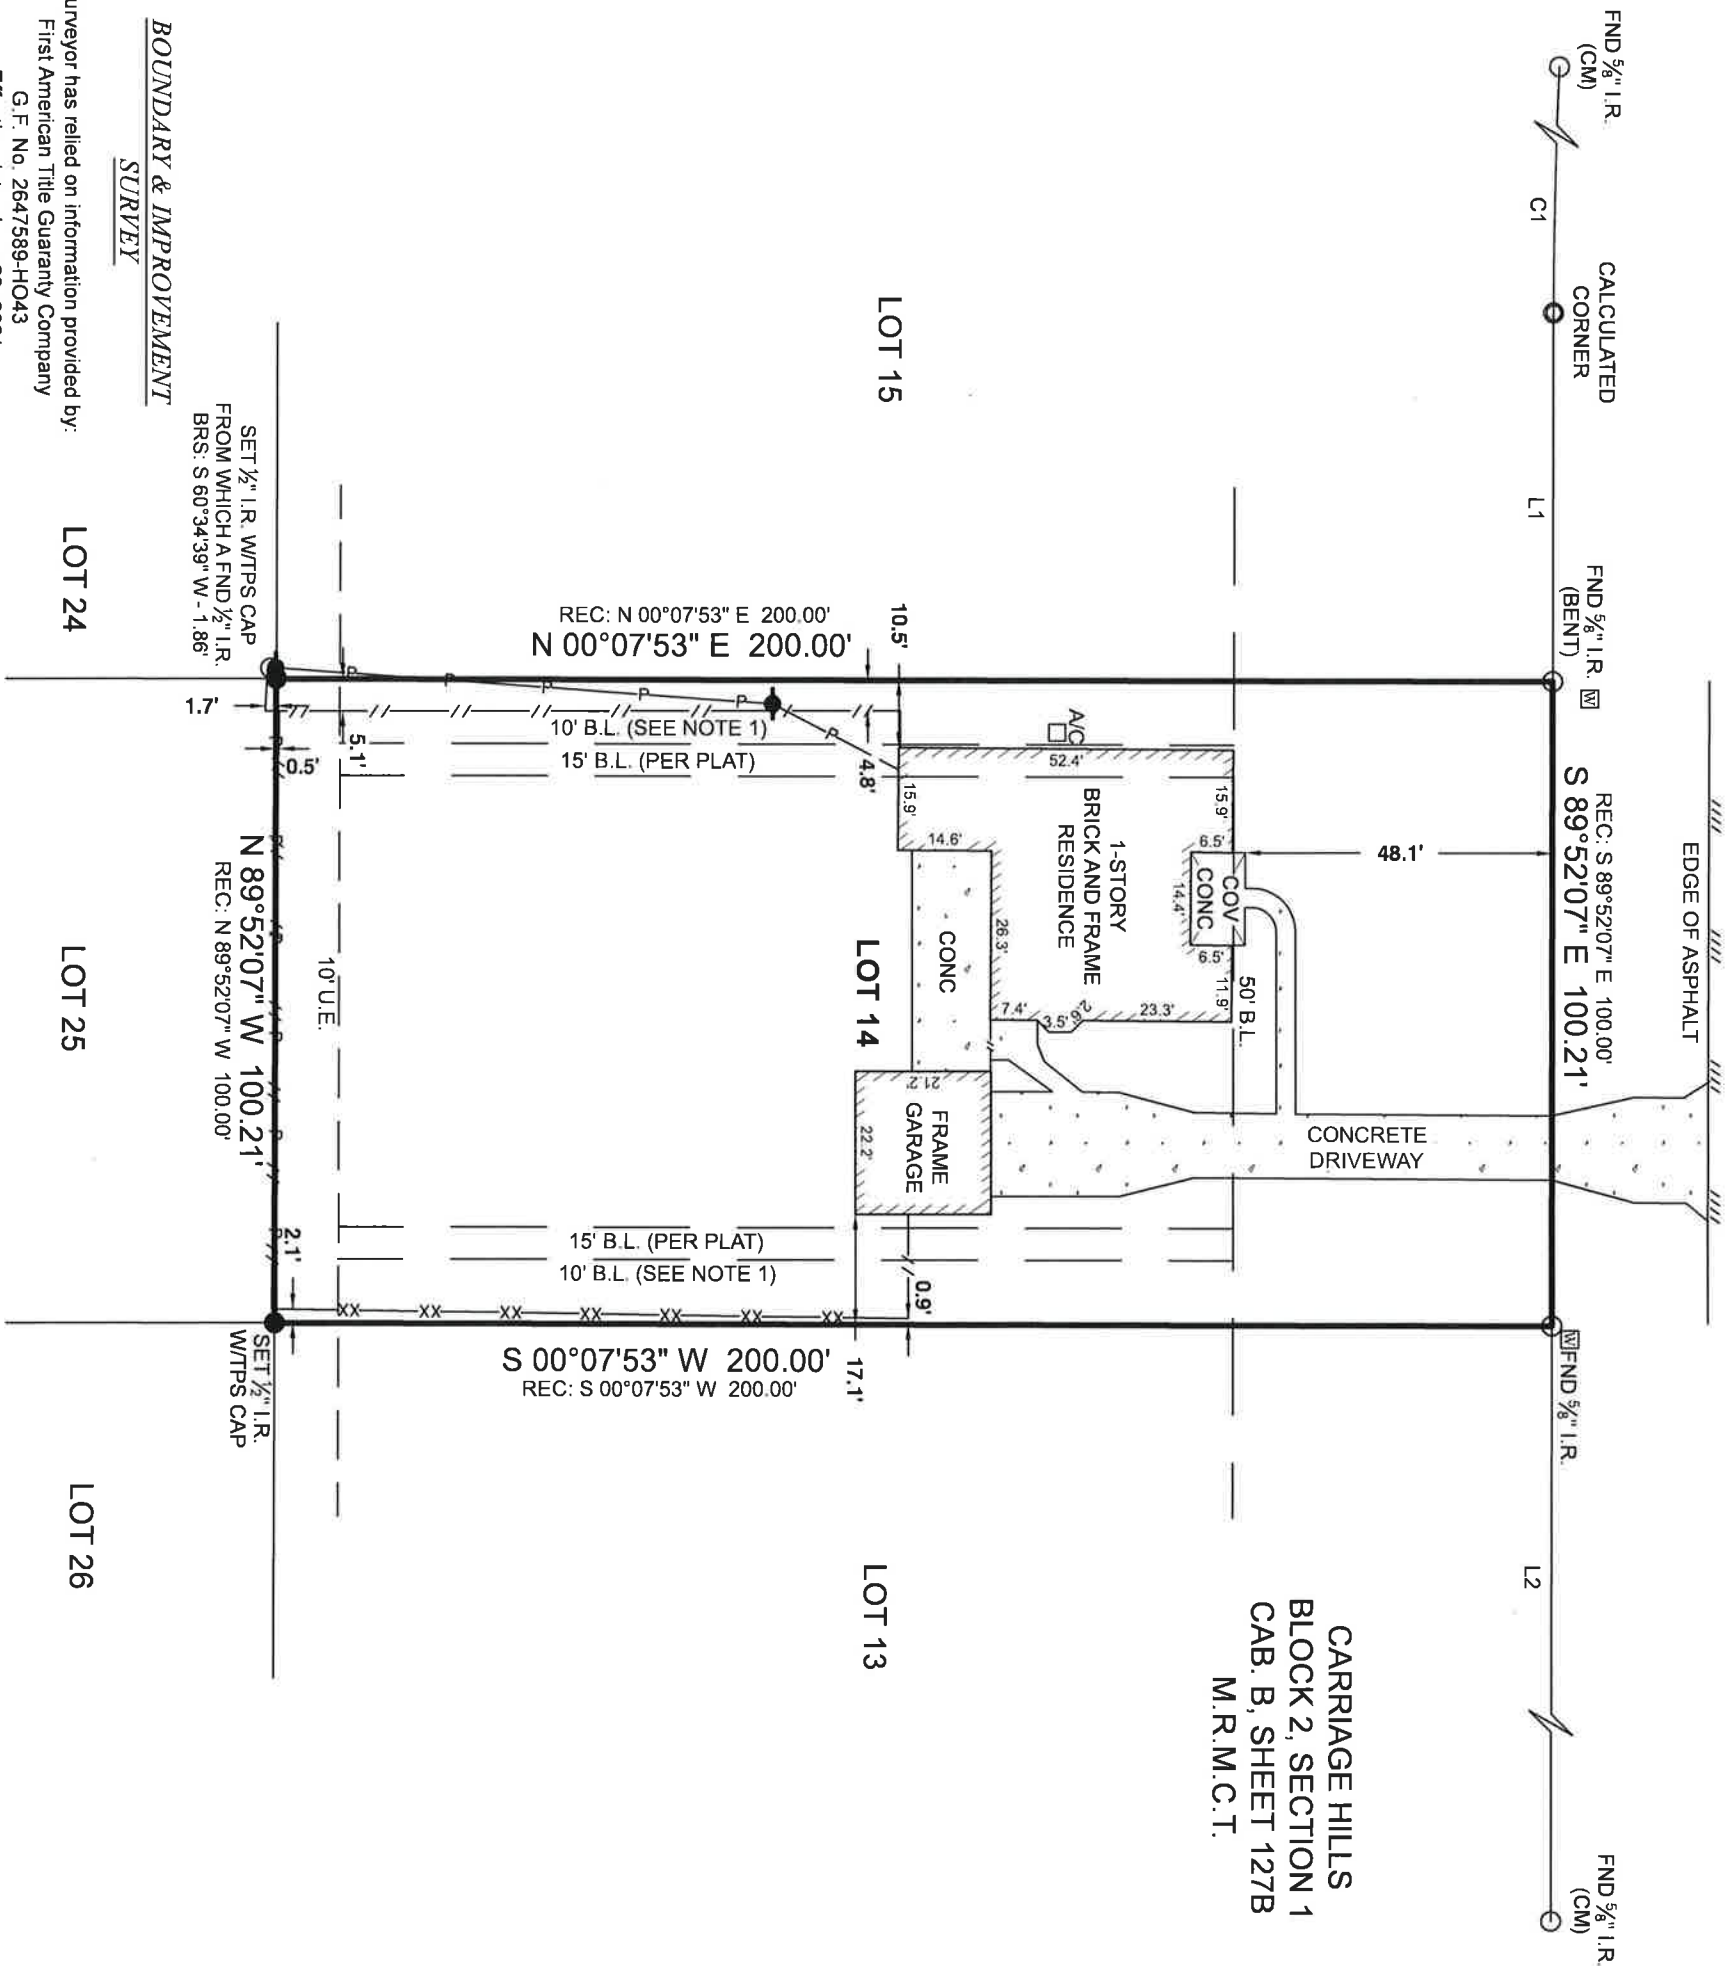 FND ⅝" I.R.
(CM)
C1
CALCULATED
CORNER
L1
FND ⅝" I.R.
(BENT)
W
EDGE OF ASPHALT
REC: S 89°52'07" E 100.00'
S 89°52'07" E 100.21'
W
FND ⅝" I.R.
L2
FND ⅝" I.R.
(CM)
CARRIAGE HILLS
BLOCK 2, SECTION 1
CAB. B, SHEET 127B
M.R.M.C.T.
48.1'
CONCRETE
DRIVEWAY
50' B.L.
15.9'
6.5'
COV
CONC
14.4'
6.5'
11.9'
A/C
52.4'
1-STORY
BRICK AND FRAME
RESIDENCE
23.3'
9.2'
3.5'
7.4'
26.3'
14.6'
15.9'
CONC
21.2'
FRAME
GARAGE
22.2'
LOT 15
LOT 14
LOT 13
10.5'
4.8'
0.9'
17.1'
REC: N 00°07'53" E 200.00'
N 00°07'53" E 200.00'
10' B.L. (SEE NOTE 1)
15' B.L. (PER PLAT)
P
P
P
P
P
P
15' B.L. (PER PLAT)
10' B.L. (SEE NOTE 1)
S 00°07'53" W 200.00'
REC: S 00°07'53" W 200.00'
10' U.E.
5.1'
1.7'
0.5'
2.1'
N 89°52'07" W 100.21'
REC: N 89°52'07" W 100.00'
SET ½" I.R. W/TPS CAP
FROM WHICH A FND ½" I.R.
BRS: S 60°34'39" W - 1.86'
SET ½" I.R.
W/TPS CAP
LOT 24
LOT 25
LOT 26
BOUNDARY & IMPROVEMENT
SURVEY
urveyor has relied on information provided by:
First American Title Guaranty Company
G.F. No. 2647589-HO43